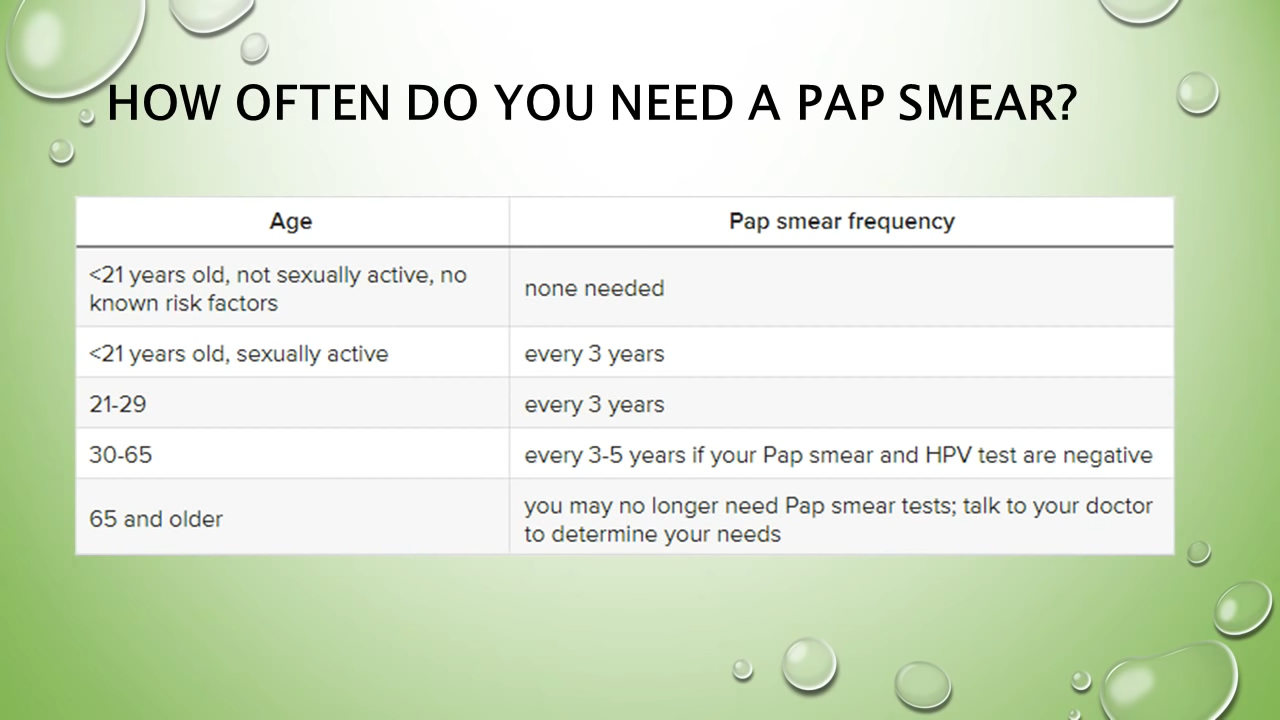 HOW OFTEN DO YOU NEED A PAP SMEAR?
Age
Pap smear frequency
<21 years old, not sexually active, no
known risk factors
none needed
<21 years old, sexually active
every 3 years
21-29
every 3 years
30-65
every 3-5 years if your Pap smear and HPV test are negative
65 and older
you may no longer need Pap smear tests; talk to your doctor
to determine your needs